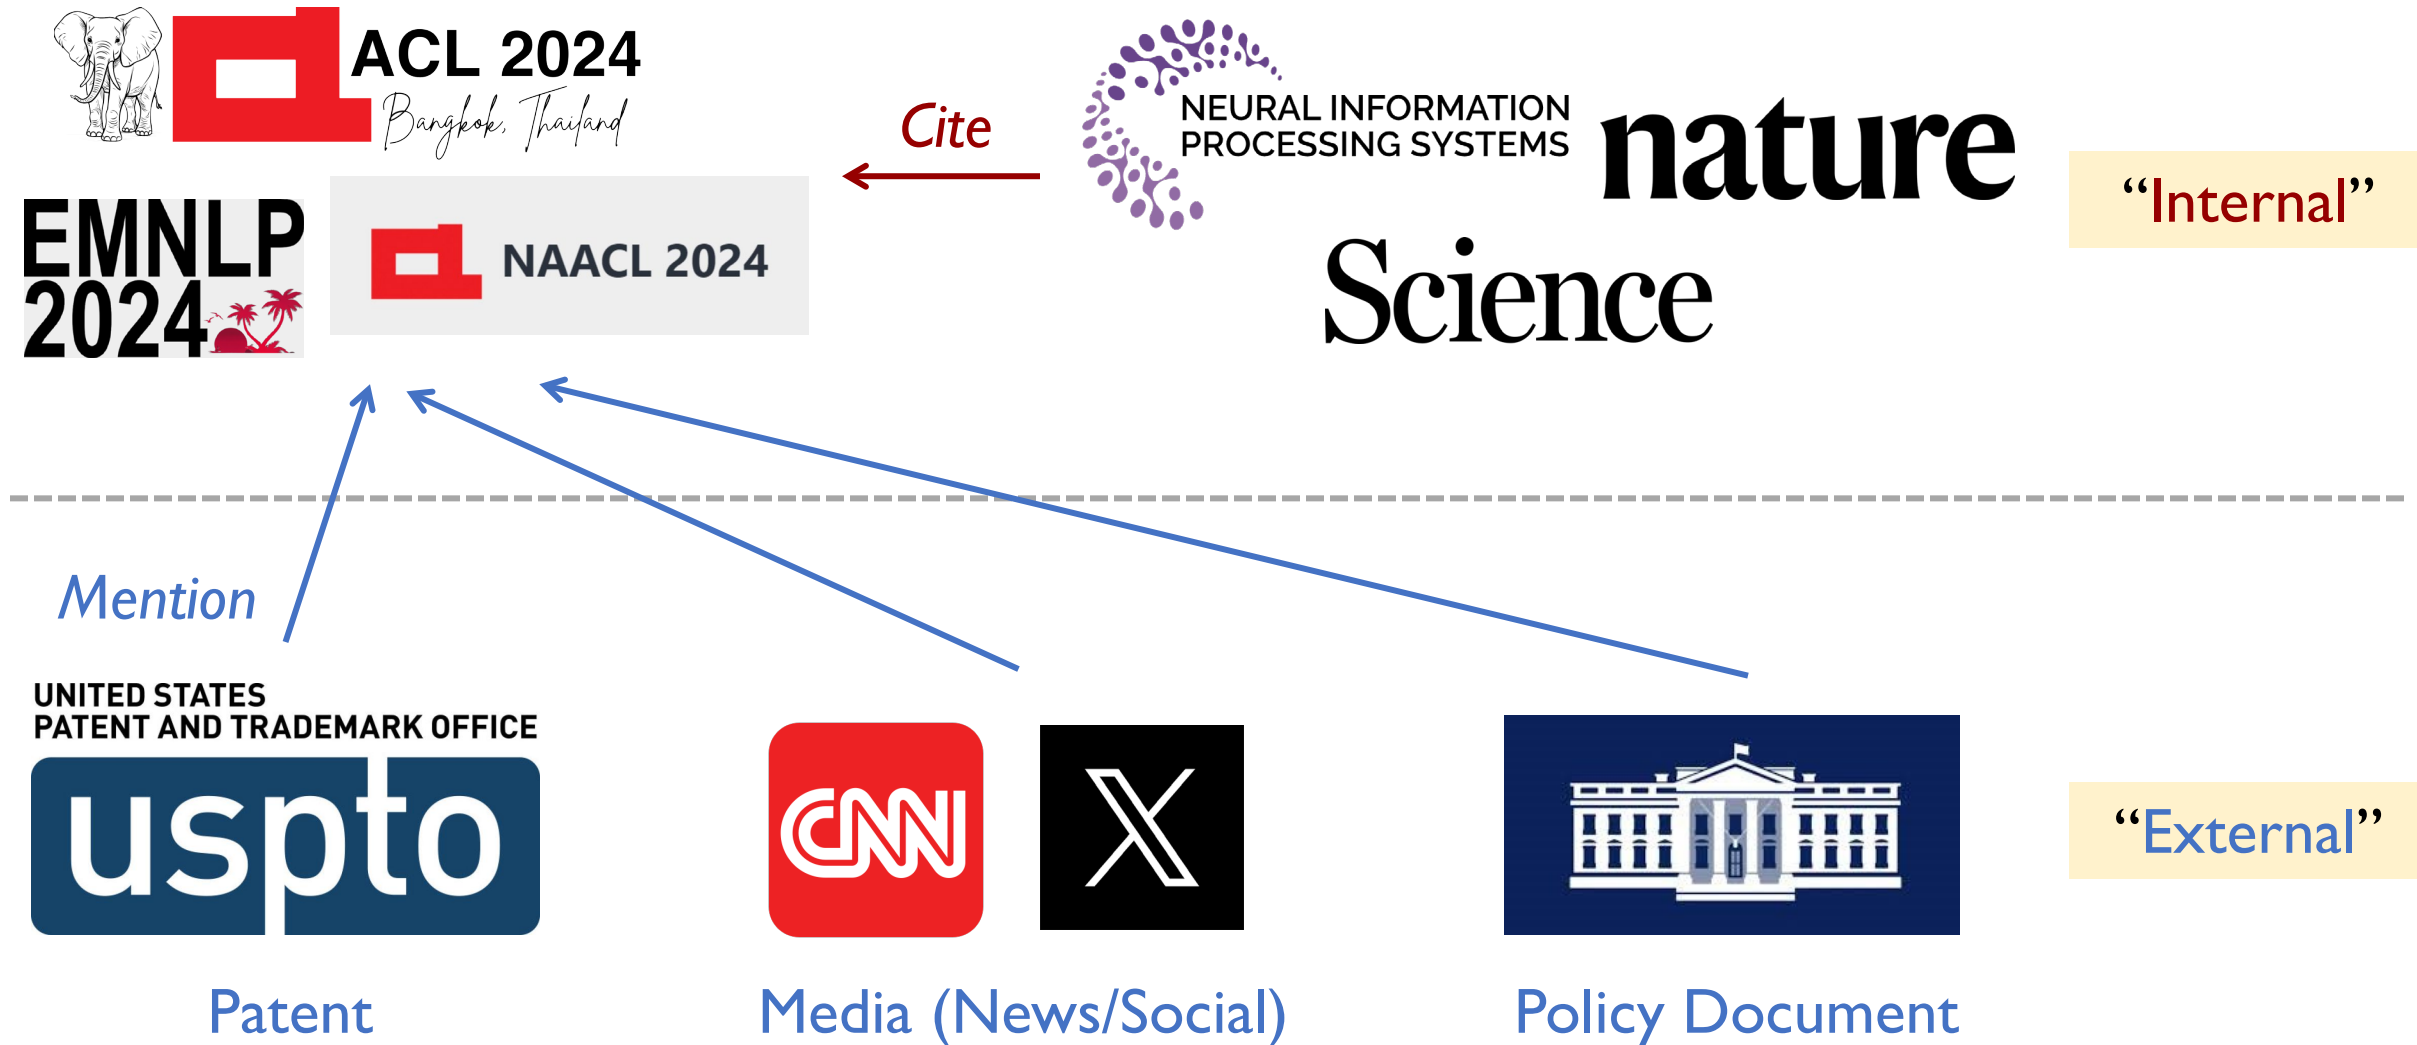 ACL 2024
Bangkok, Thailand
EMNLP
2024
NAACL 2024
Cite
NEURAL INFORMATION
PROCESSING SYSTEMS
nature
Science
“Internal”
Mention
UNITED STATES
PATENT AND TRADEMARK OFFICE
uspto
CNN
X
“External”
Patent
Media (News/Social)
Policy Document